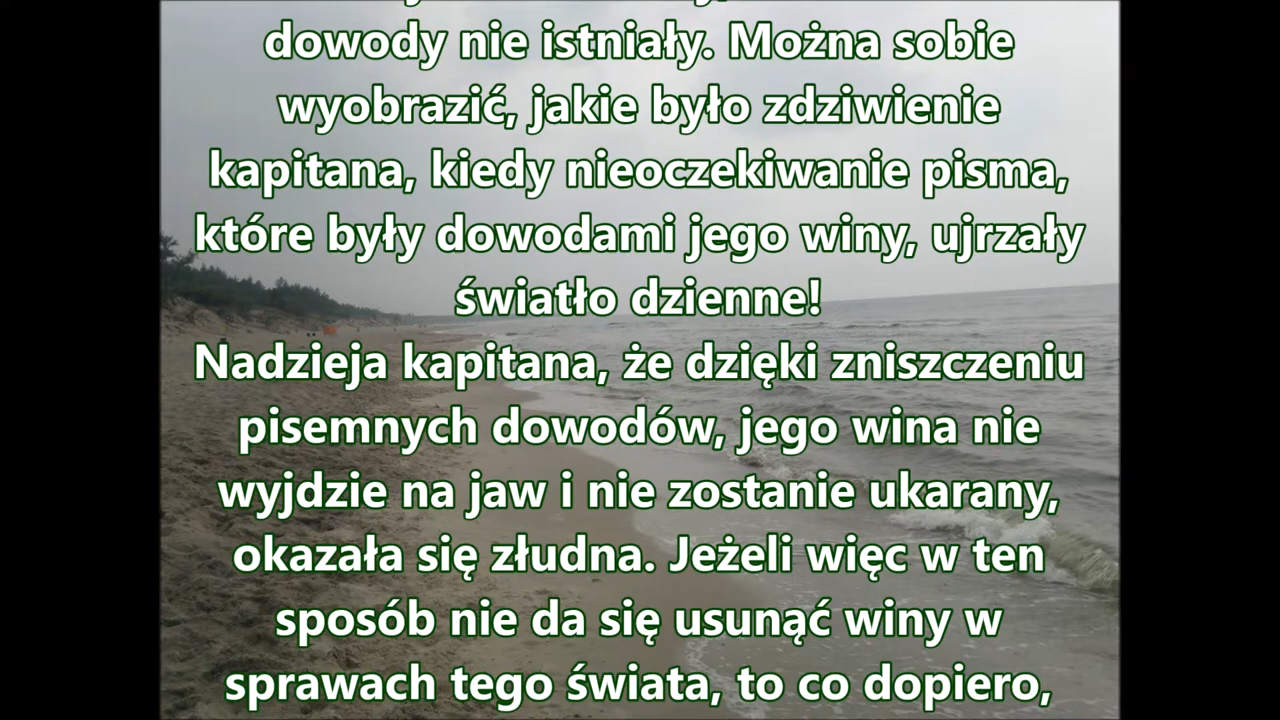 dowody nie istniały. Można sobie
wyobrazić, jakie było zdziwienie
kapitana, kiedy nieoczekiwanie pisma,
które były dowodami jego winy, ujrzały
światło dzienne!
Nadzieja kapitana, że dzięki zniszczeniu
pisemnych dowodów, jego wina nie
wyjdzie na jaw i nie zostanie ukarany,
okazała się złudna. Jeżeli więc w ten
sposób nie da się usunąć winy w
sprawach tego świata, to co dopiero,